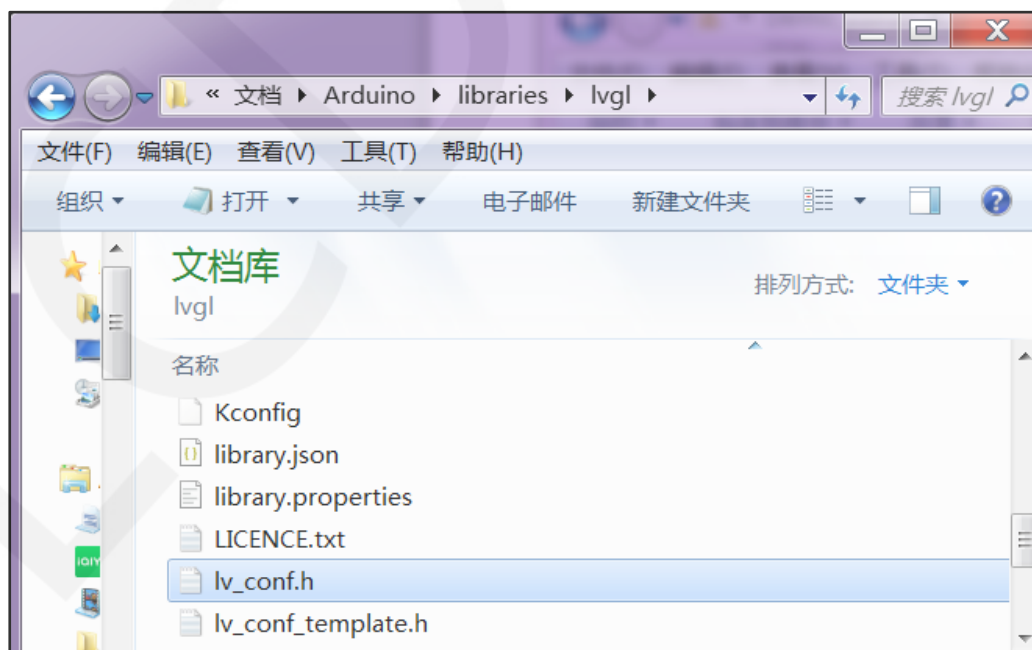 « 文档 Arduino libraries lvgl 搜索 lvgl
文件(F) 编辑(E) 查看(V) 工具(T) 帮助(H)
组织 打开 共享 电子邮件 新建文件夹
文档库
lvgl
排列方式: 文件夹
名称
Kconfig
library.json
library.properties
LICENCE.txt
lv_conf.h
lv_conf_template.h